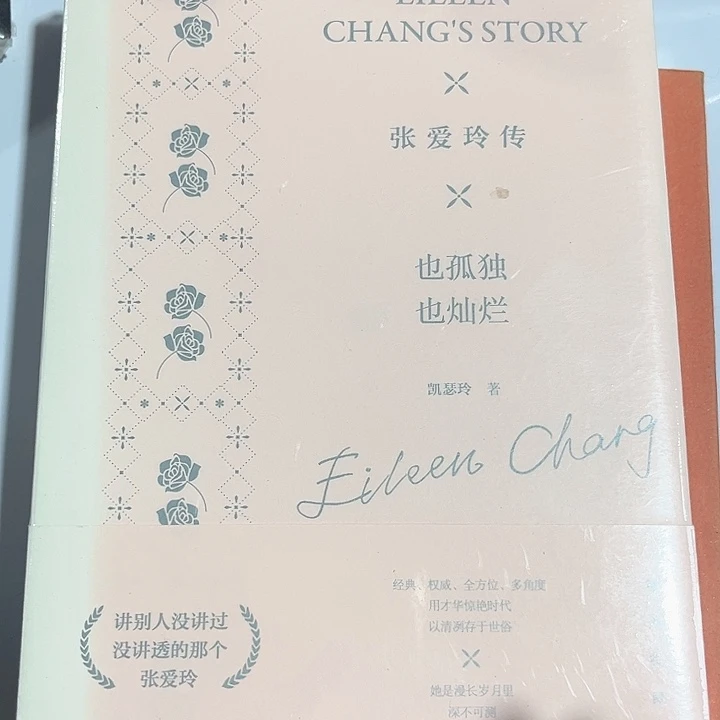 EILEEN
CHANG'S STORY
张爱玲传
也孤独
也灿烂
凯瑟玲 著
Eileen Chang
讲别人没讲过
没讲透的那个
张爱玲
经典、权威、全方位、多角度
用才华惊艳时代
以清冽存于世俗
她是漫长岁月里
深不可测